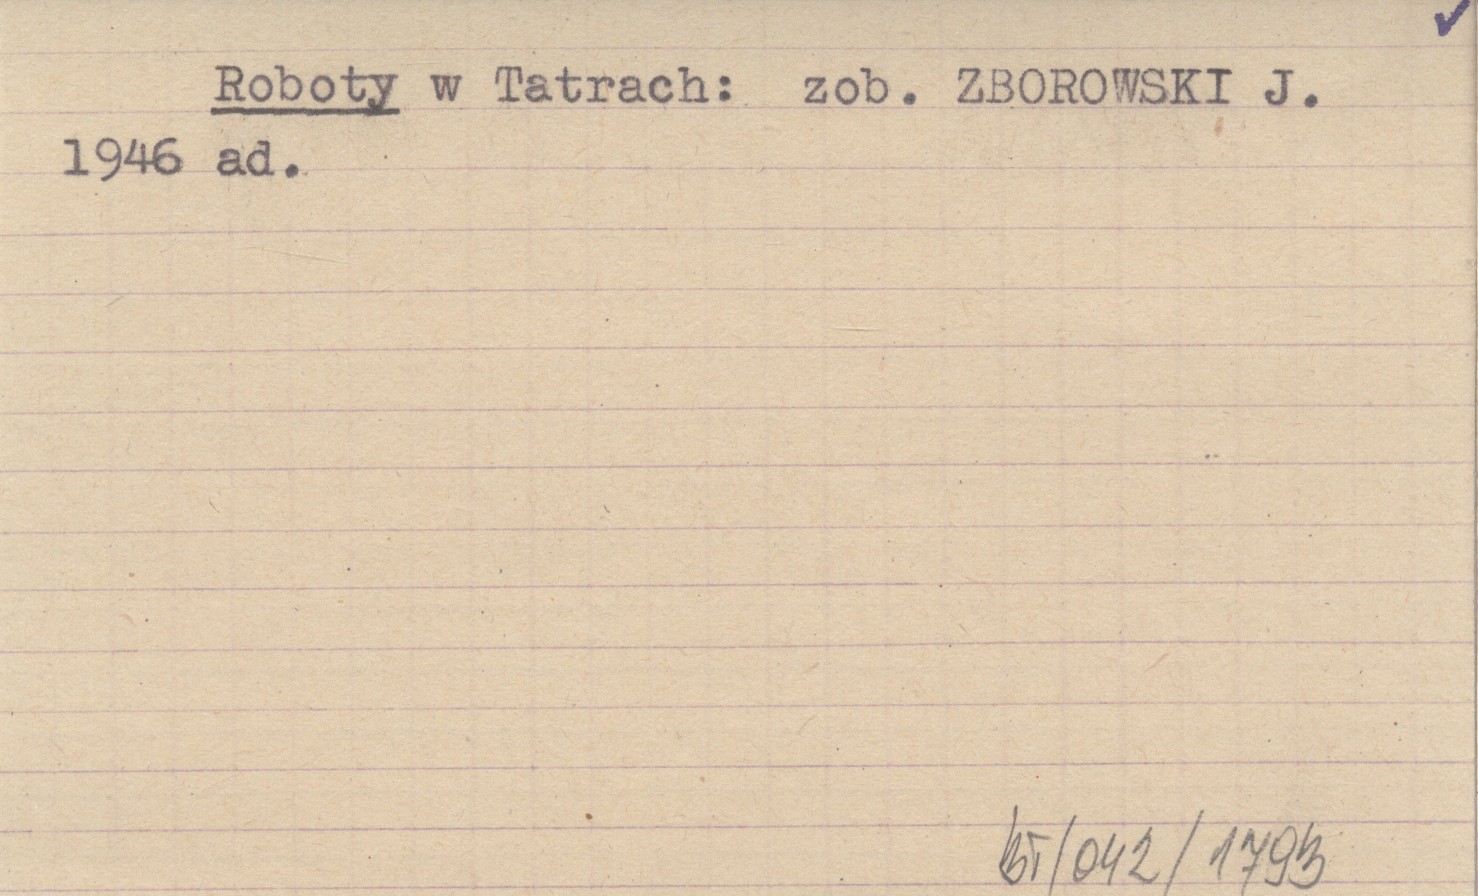 Roboty w Tatrach: zob. ZBOROWSKI J.
1946 ad.
BT/042/1793